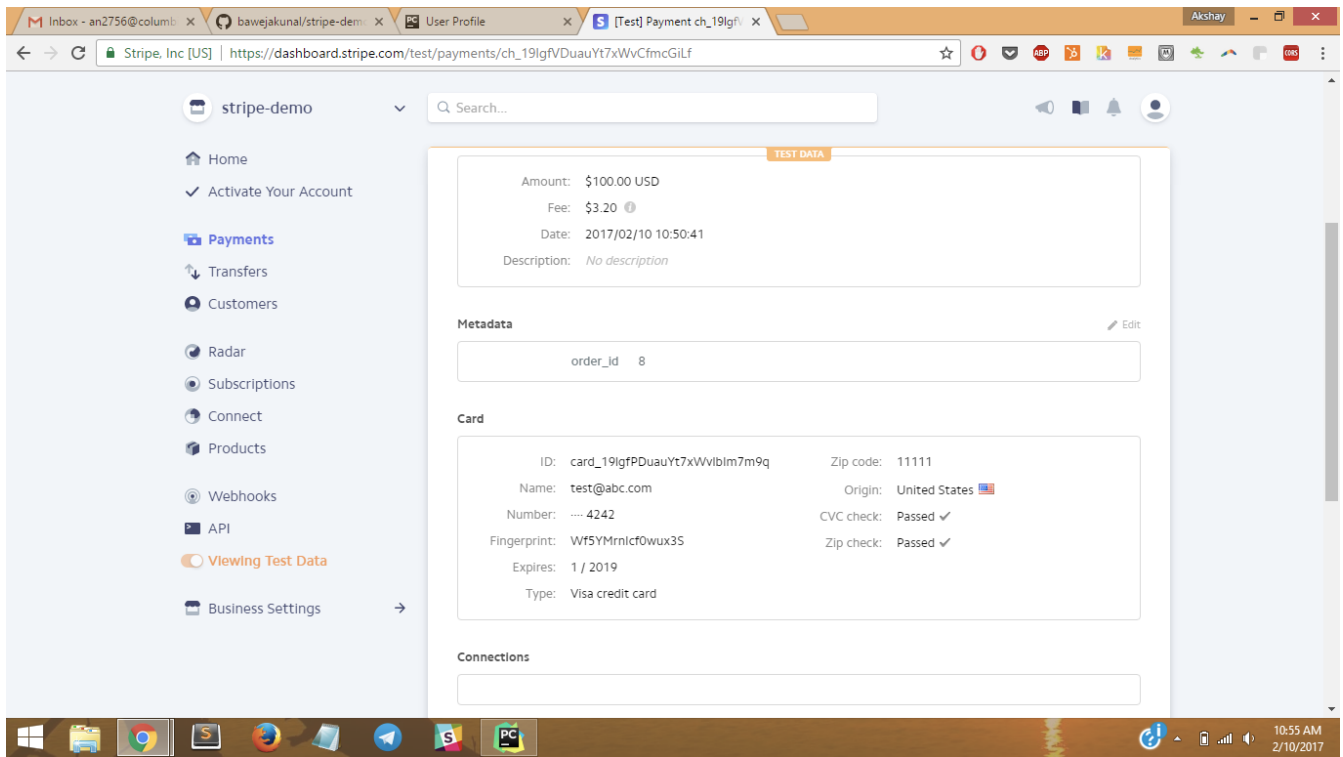 Inbox - an2756@columb
bawejakunal/stripe-demo
User Profile
[Test] Payment ch_19lgfV
Akshay
Stripe, Inc [US] | https://dashboard.stripe.com/test/payments/ch_19lgfVDuauYt7xWvCfmcGiLf
stripe-demo
Search...
Home
Activate Your Account
Payments
Transfers
Customers
Radar
Subscriptions
Connect
Products
Webhooks
API
Viewing Test Data
Business Settings
TEST DATA
Amount: $100.00 USD
Fee: $3.20
Date: 2017/02/10 10:50:41
Description: No description
Metadata
Edit
order_id 8
Card
ID: card_19lgfPDuauYt7xWvlblm7m9q
Name: test@abc.com
Number: ···· 4242
Fingerprint: Wf5YMrnlcf0wux3S
Expires: 1 / 2019
Type: Visa credit card
Zip code: 11111
Origin: United States
CVC check: Passed
Zip check: Passed
Connections
10:55 AM
2/10/2017